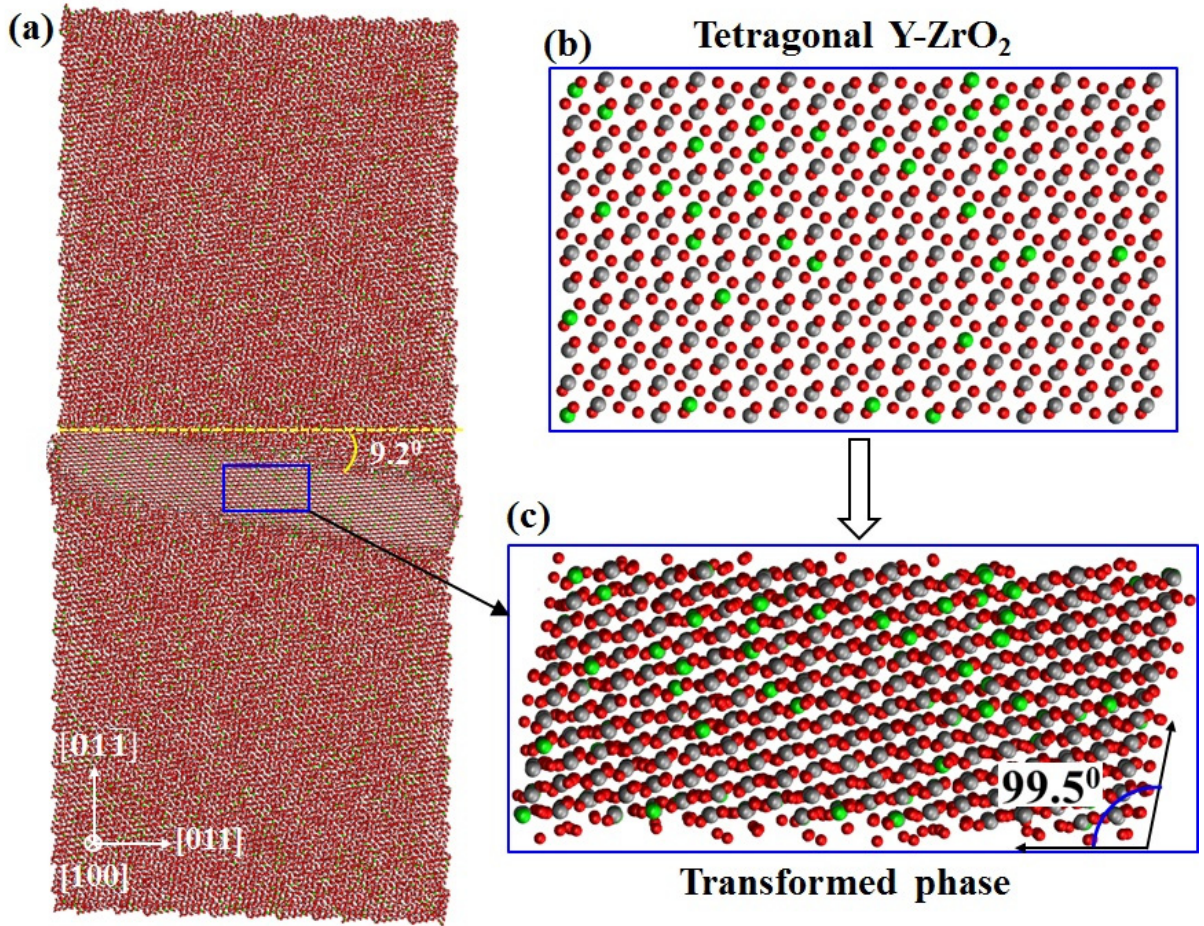 (a)
(b) Tetragonal Y-ZrO₂
9.2⁰
(c)
[011]
[011]
[100]
99.5⁰
Transformed phase